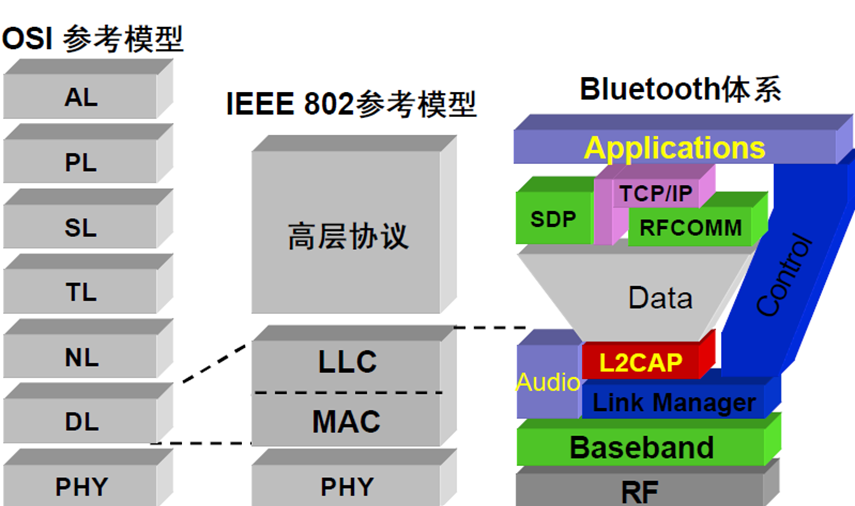 OSI 参考模型
AL
PL
SL
TL
NL
DL
PHY
IEEE 802参考模型
高层协议
LLC
MAC
PHY
Bluetooth体系
Applications
TCP/IP
SDP
RFCOMM
Data
Control
L2CAP
Audio
Link Manager
Baseband
RF